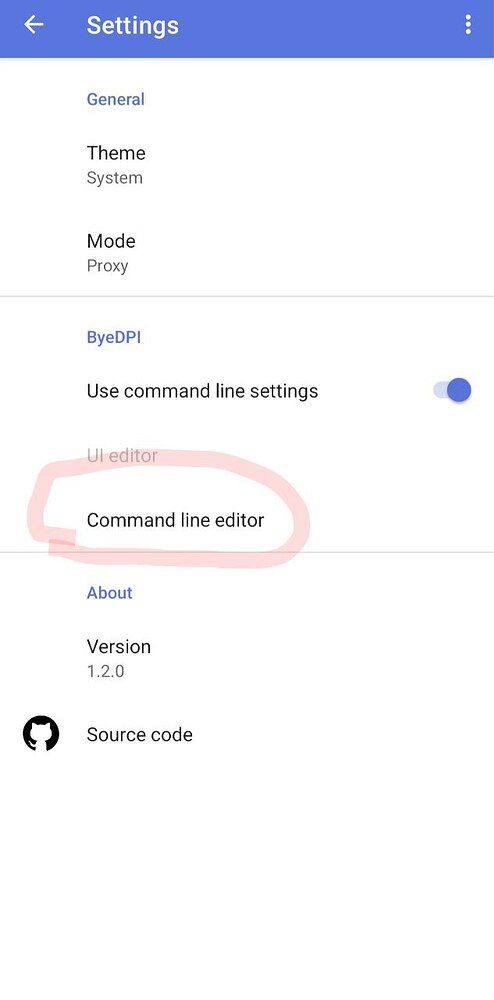 Settings
General
Theme
System
Mode
Proxy
ByeDPI
Use command line settings
UI editor
Command line editor
About
Version
1.2.0
Source code